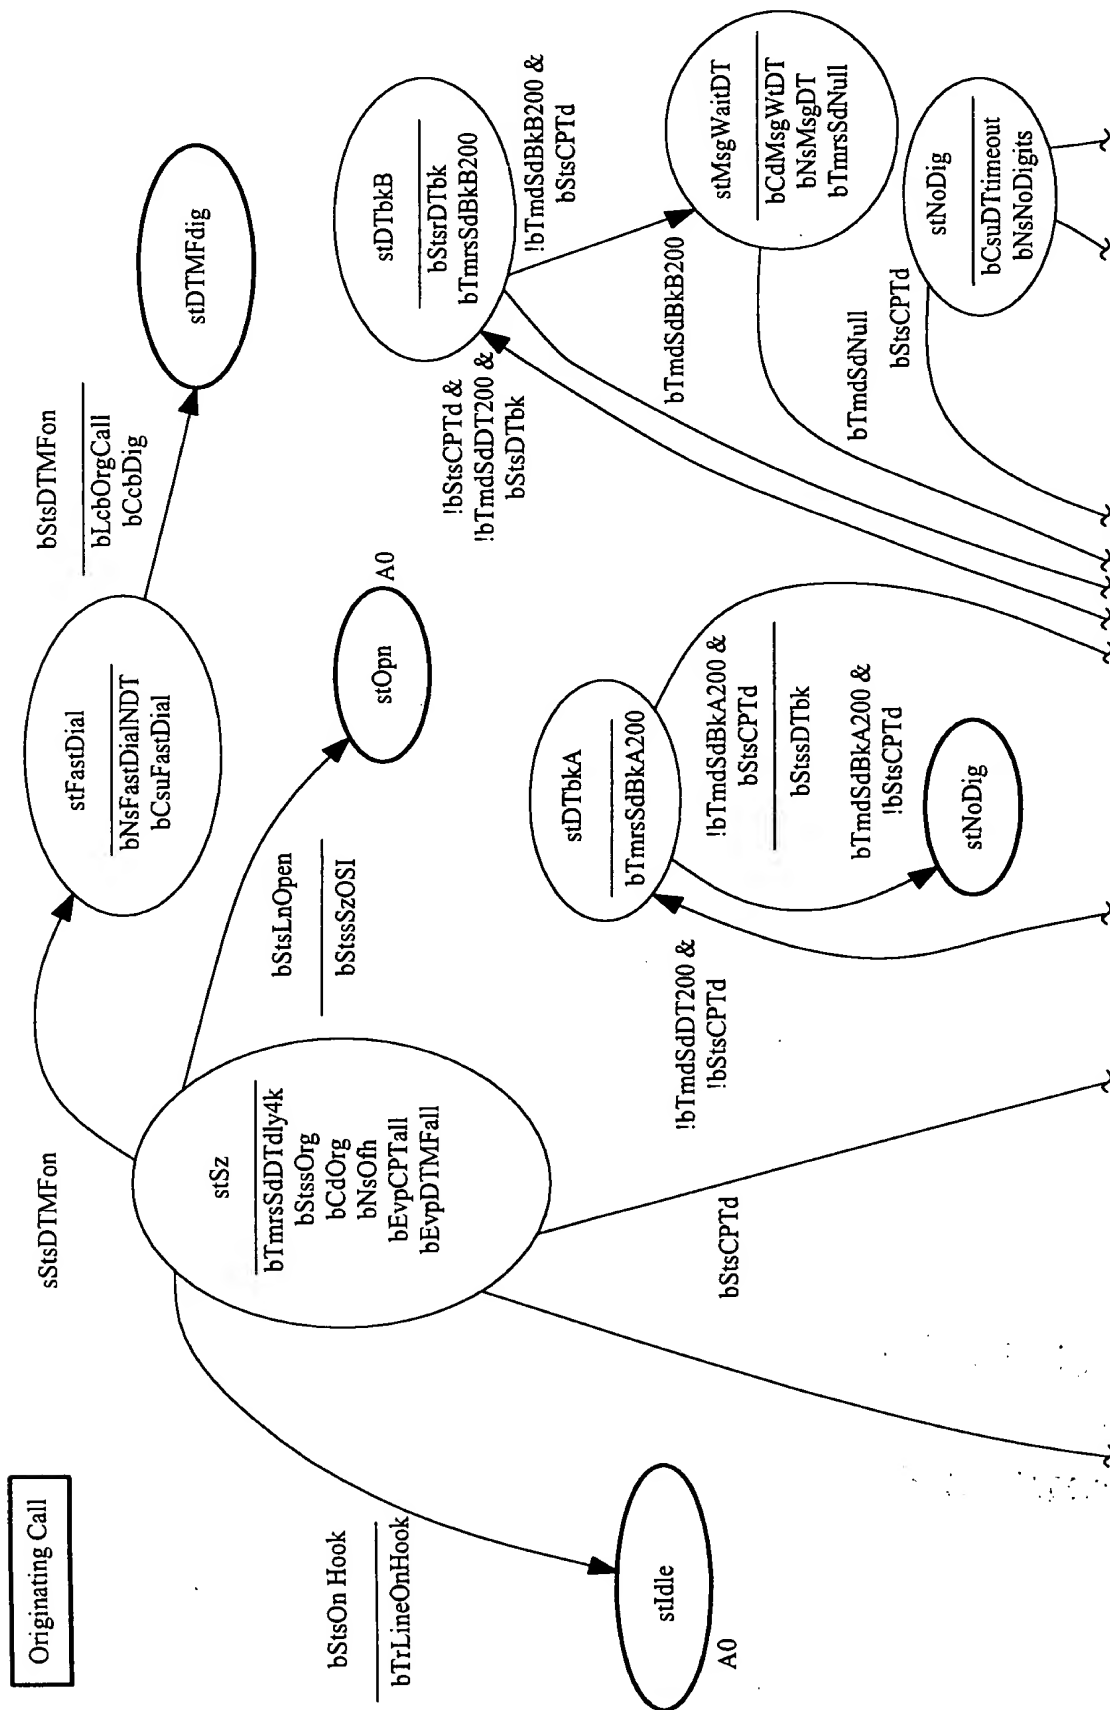 Originating Call
bStsOn Hook
bTrLineOnHook
stIdle
A0
sStsDTMFon
stSz
bTmrsSdDTdly4k
bStssOrg
bCdOrg
bNsOfh
bEvpCPTall
bEvpDTMFall
bStsCPTd
bStsLnOpen
bStssSzOSI
stOpn
A0
stFastDial
bNsFastDialNDT
bCsuFastDial
bStsDTMFon
bLcbOrgCall
bCcbDig
stDTMFdig
!bTmdSdDT200 &
!bStsCPTd
stDTbkA
bTmrsSdBkA200
!bTmdSdBkA200 &
bStsCPTd
bStssDTbk
bTmdSdBkA200 &
!bStsCPTd
stNoDig
!bStsCPTd &
!bTmdSdDT200 &
bStsDTbk
stDTbkB
bStsrDTbk
bTmrsSdBkB200
!bTmdSdBkB200 &
bStsCPTd
bTmdSdBkB200
stMsgWaitDT
bCdMsgWtDT
bNsMsgDT
bTmrsSdNull
bTmdSdNull
bStsCPTd
stNoDig
bCsuDTtimeout
bNsNoDigits